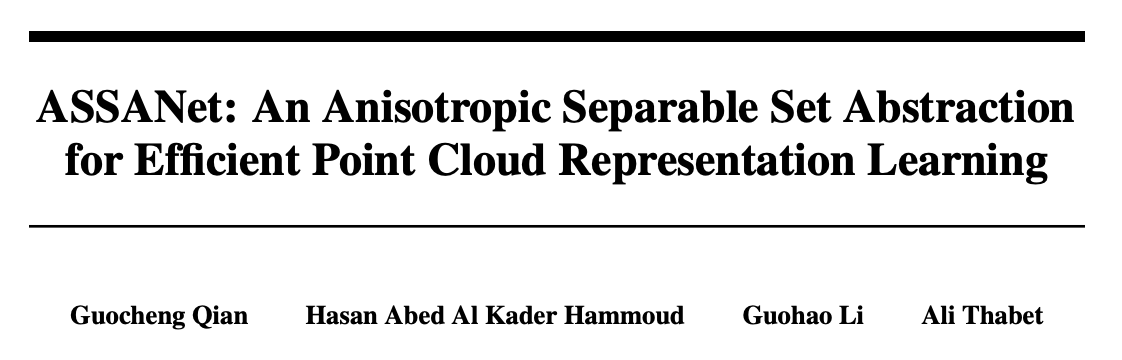 ASSANet: An Anisotropic Separable Set Abstraction
for Efficient Point Cloud Representation Learning
Guocheng Qian Hasan Abed Al Kader Hammoud Guohao Li Ali Thabet